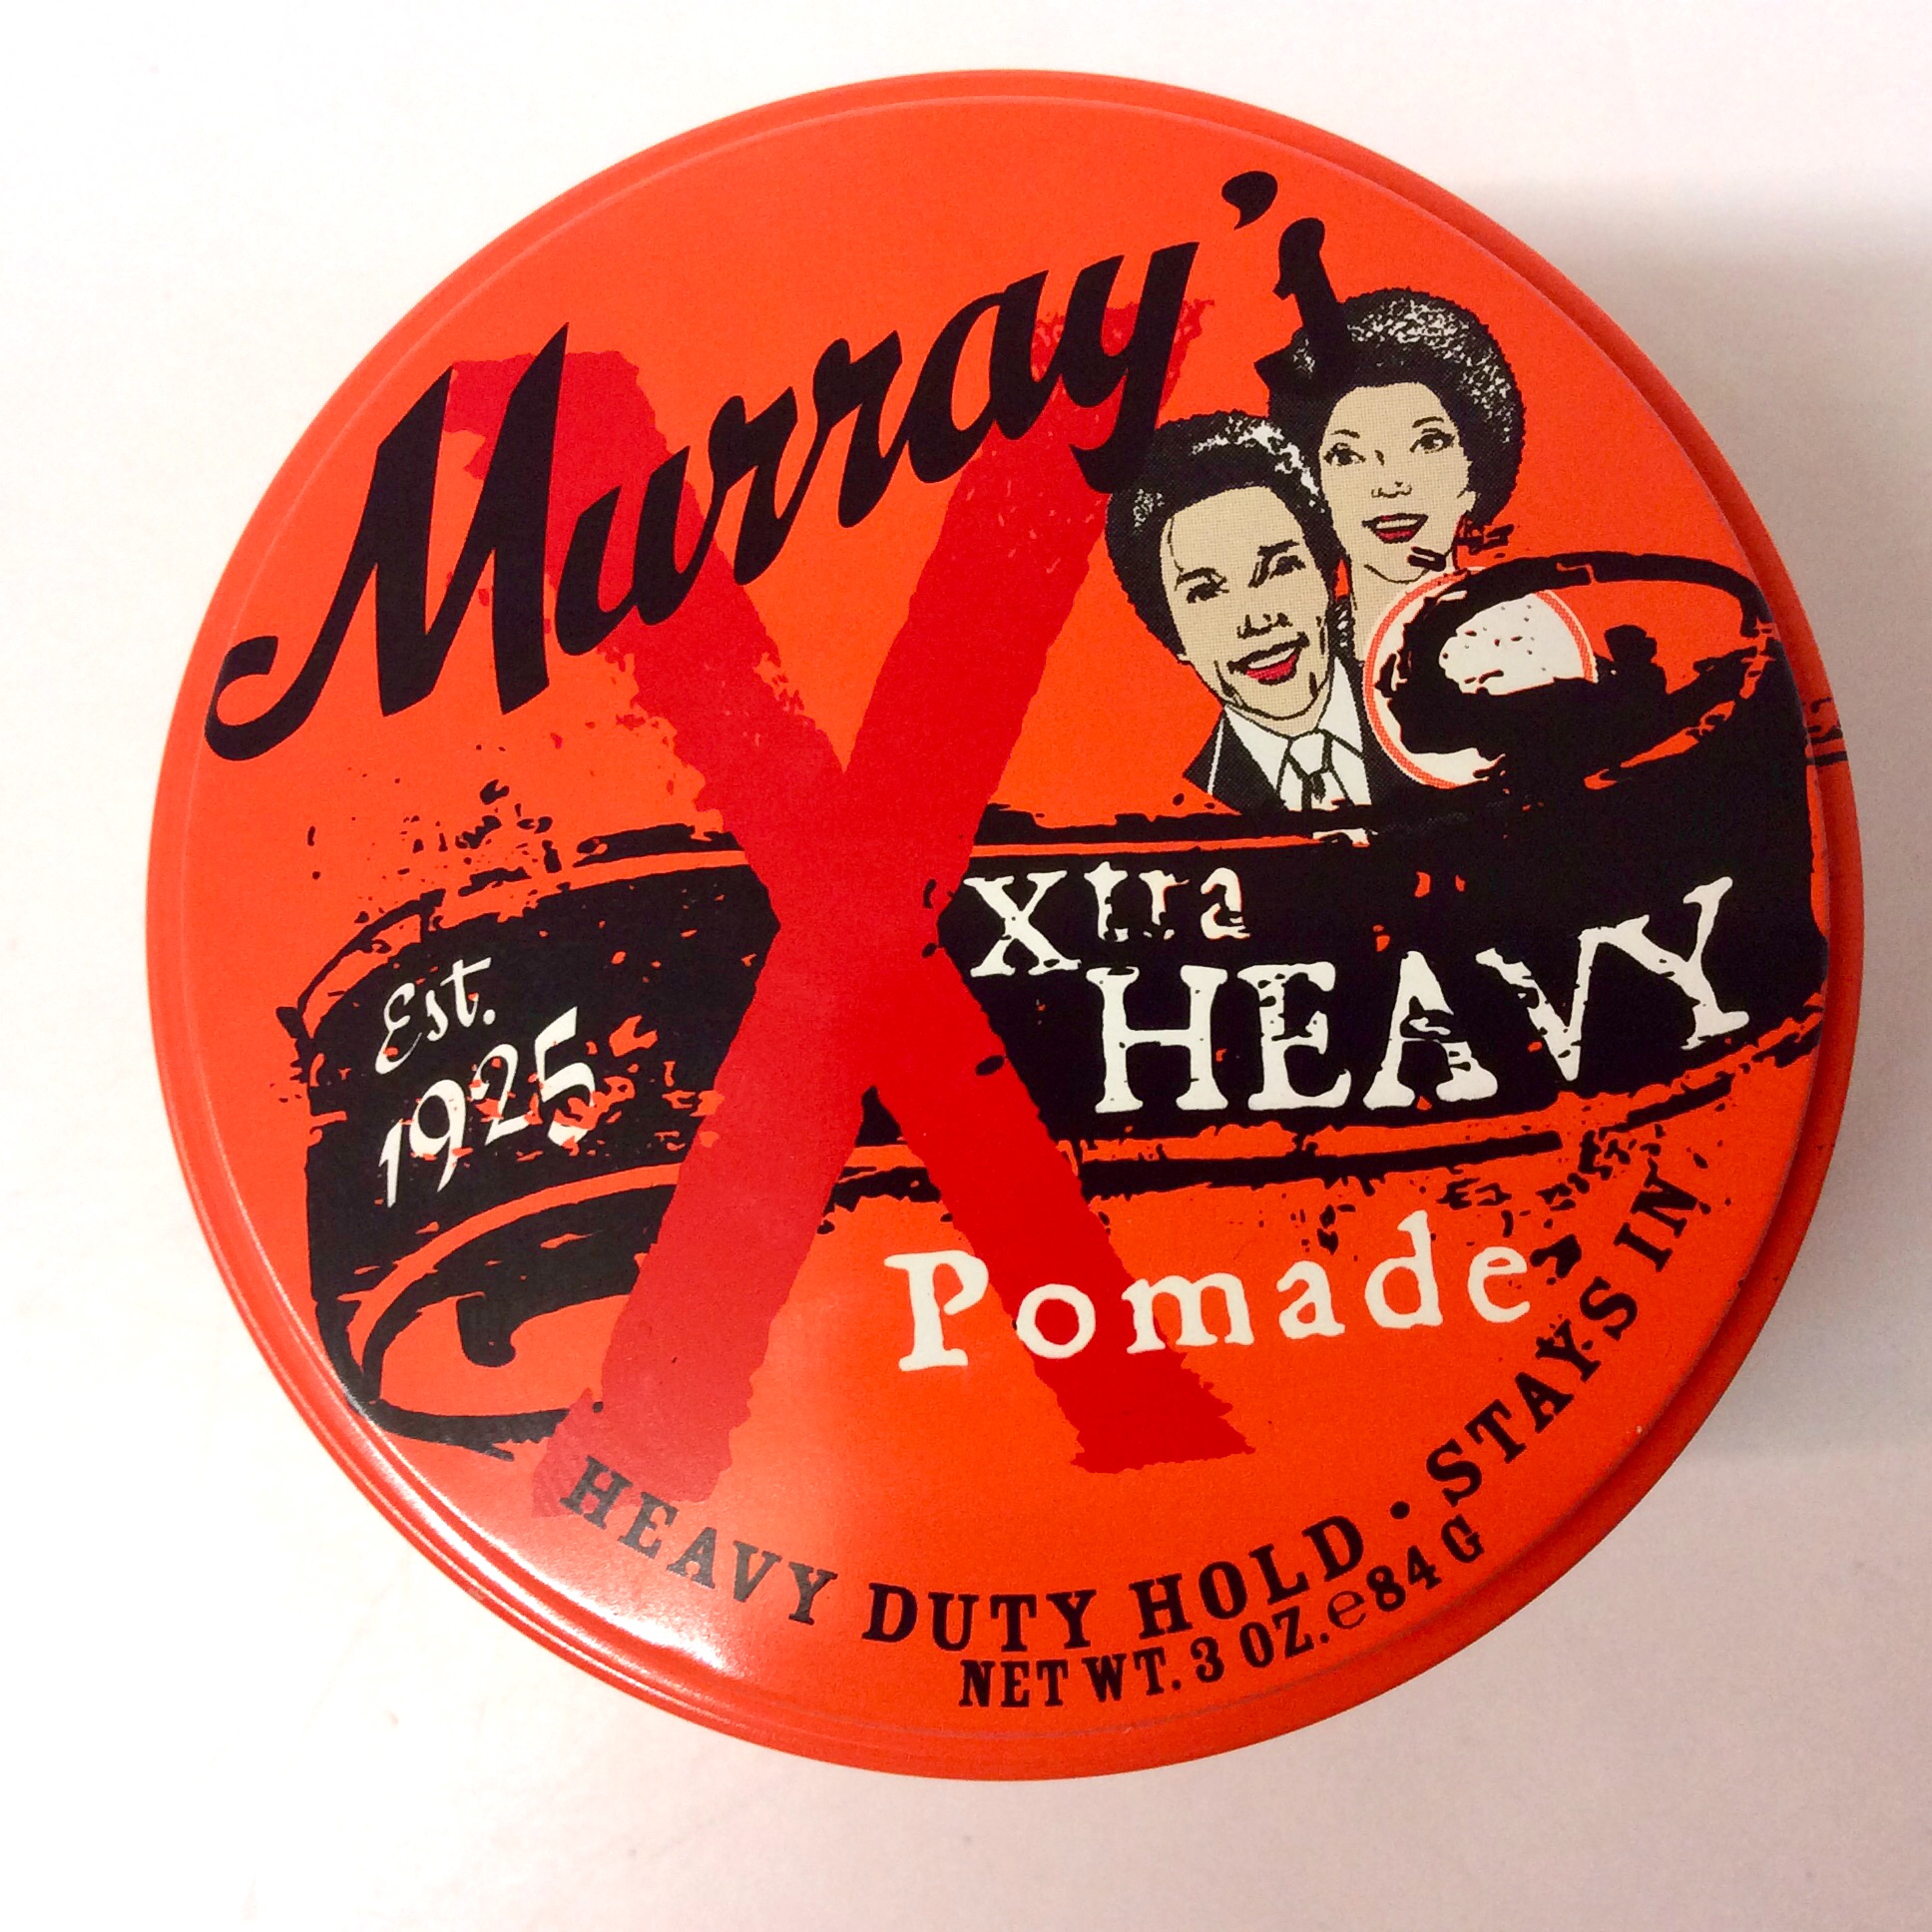 Murray's
X
Est.
1925
Xtra
HEAVY
Pomade
HEAVY DUTY HOLD • STAYS IN
NET WT. 3 OZ. ℮ 84 G